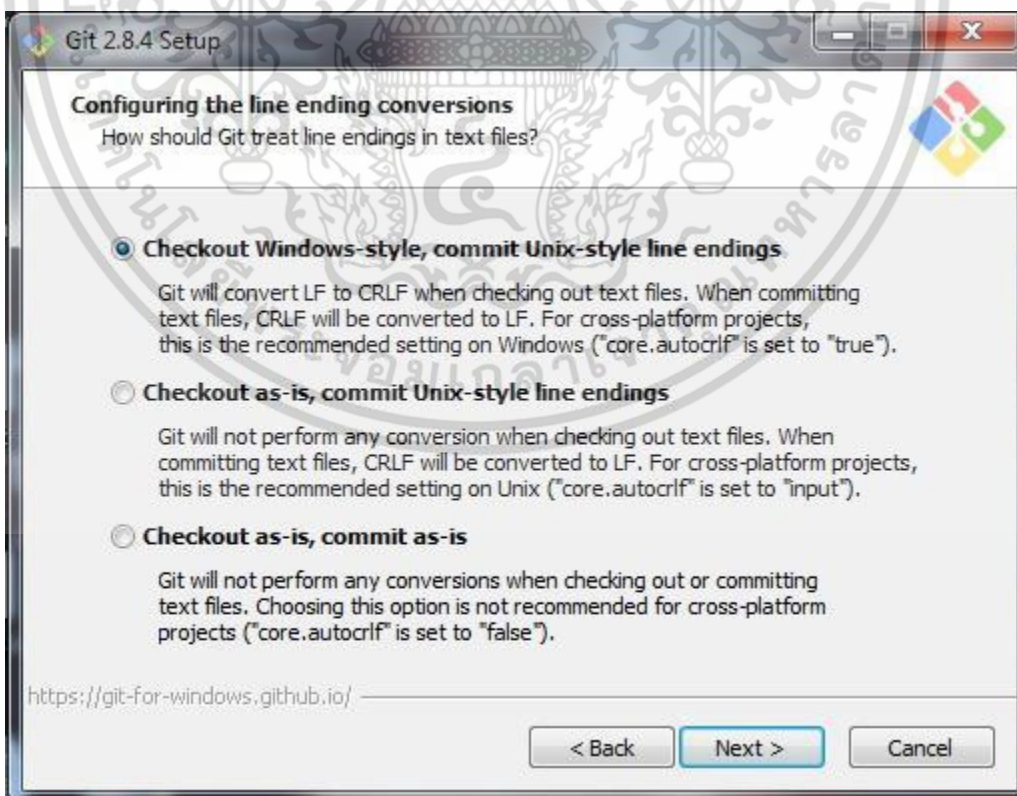 Git 2.8.4 Setup
Configuring the line ending conversions
How should Git treat line endings in text files?
Checkout Windows-style, commit Unix-style line endings
Git will convert LF to CRLF when checking out text files. When committing
text files, CRLF will be converted to LF. For cross-platform projects,
this is the recommended setting on Windows ("core.autocrlf" is set to "true").
Checkout as-is, commit Unix-style line endings
Git will not perform any conversion when checking out text files. When
committing text files, CRLF will be converted to LF. For cross-platform projects,
this is the recommended setting on Unix ("core.autocrlf" is set to "input").
Checkout as-is, commit as-is
Git will not perform any conversions when checking out or committing
text files. Choosing this option is not recommended for cross-platform
projects ("core.autocrlf" is set to "false").
https://git-for-windows.github.io/
< Back
Next >
Cancel